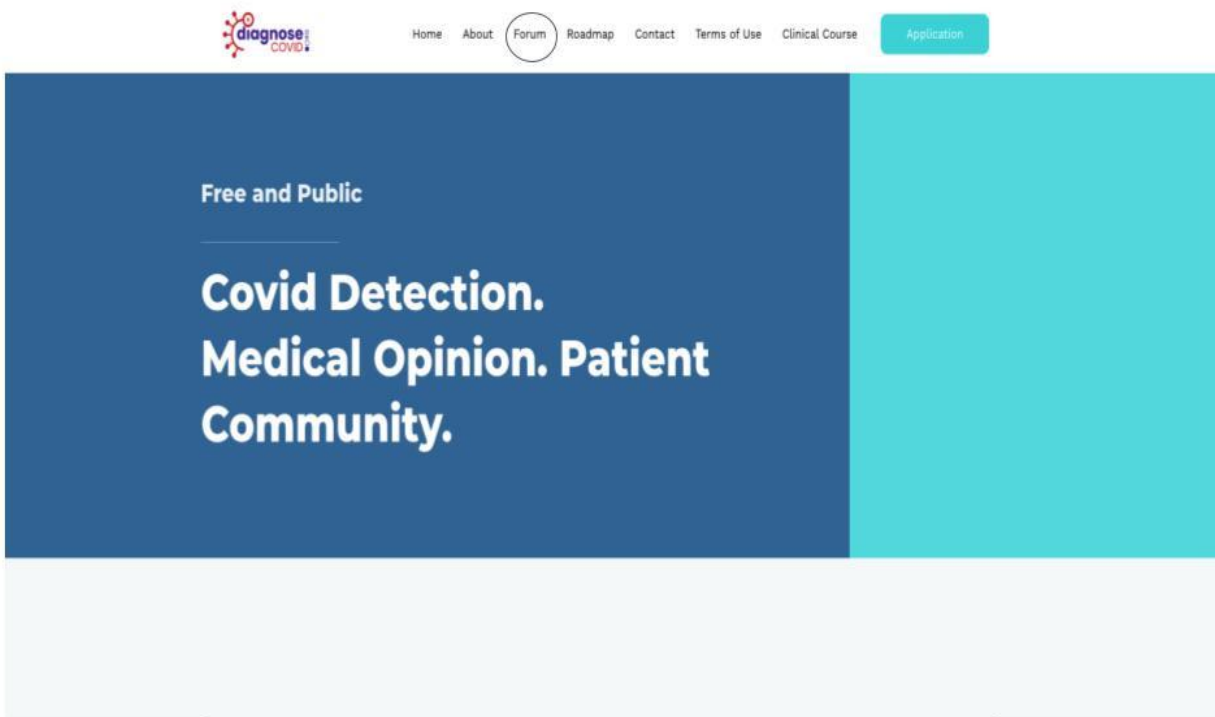 diagnose
COVID
Home About Forum Roadmap Contact Terms of Use Clinical Course Application
Free and Public
Covid Detection.
Medical Opinion. Patient
Community.